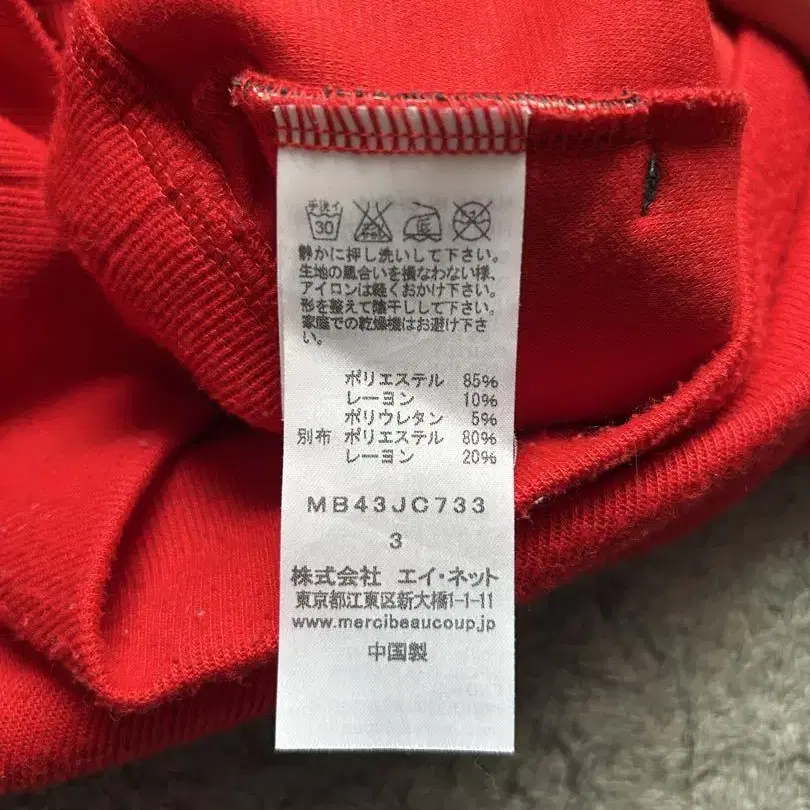 手洗イ
30
静かに押し洗いして下さい。
生地の風合いを損なわない様、
アイロンは軽くおかけ下さい。
形を整えて陰干しして下さい。
家庭での乾燥機はお避け下さ
い。
ポリエステル 85%
レーヨン 10%
ポリウレタン 5%
別布 ポリエステル 80%
レーヨン 20%
MB43JC733
3
株式会社 エイ・ネット
東京都江東区新大橋1-1-11
www.mercibeaucoup.jp
中国製